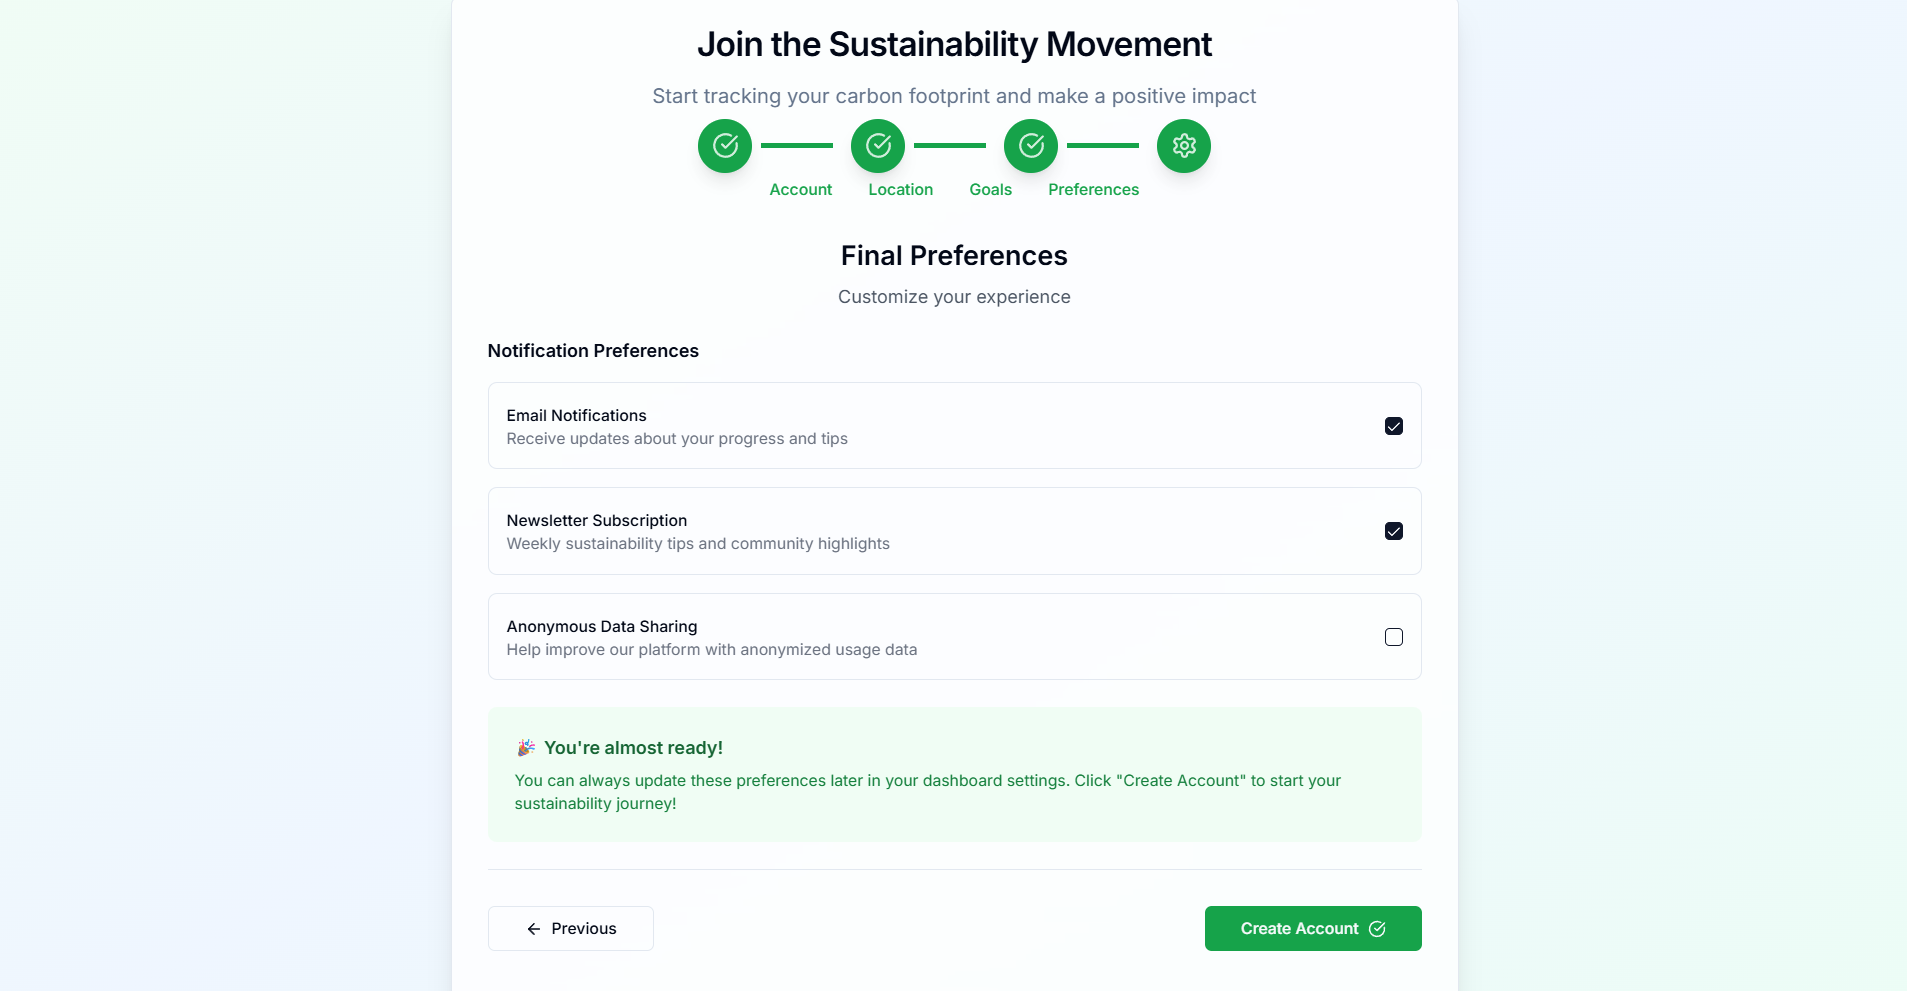 Join the Sustainability Movement
Start tracking your carbon footprint and make a positive impact
Account Location Goals Preferences
Final Preferences
Customize your experience
Notification Preferences
Email Notifications
Receive updates about your progress and tips
Newsletter Subscription
Weekly sustainability tips and community highlights
Anonymous Data Sharing
Help improve our platform with anonymized usage data
🎉 You're almost ready!
You can always update these preferences later in your dashboard settings. Click "Create Account" to start your
sustainability journey!
Previous
Create Account